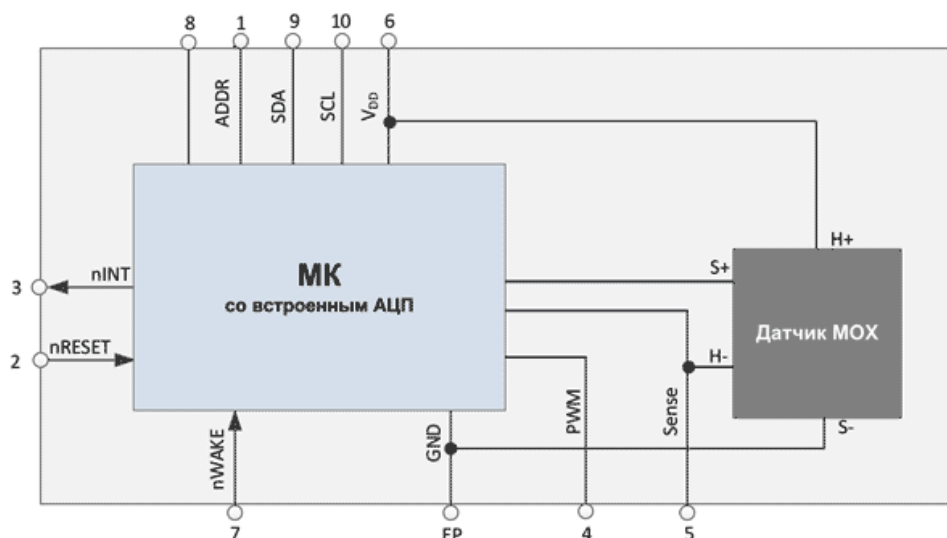 8 1 9 10 6
ADDR
SDA
SCL
VDD
H+
МК
со встроенным АЦП
nINT
3
S+
Датчик MOX
nRESET
2
H-
PWM
Sense
S-
GND
nWAKE
7 EP 4 5